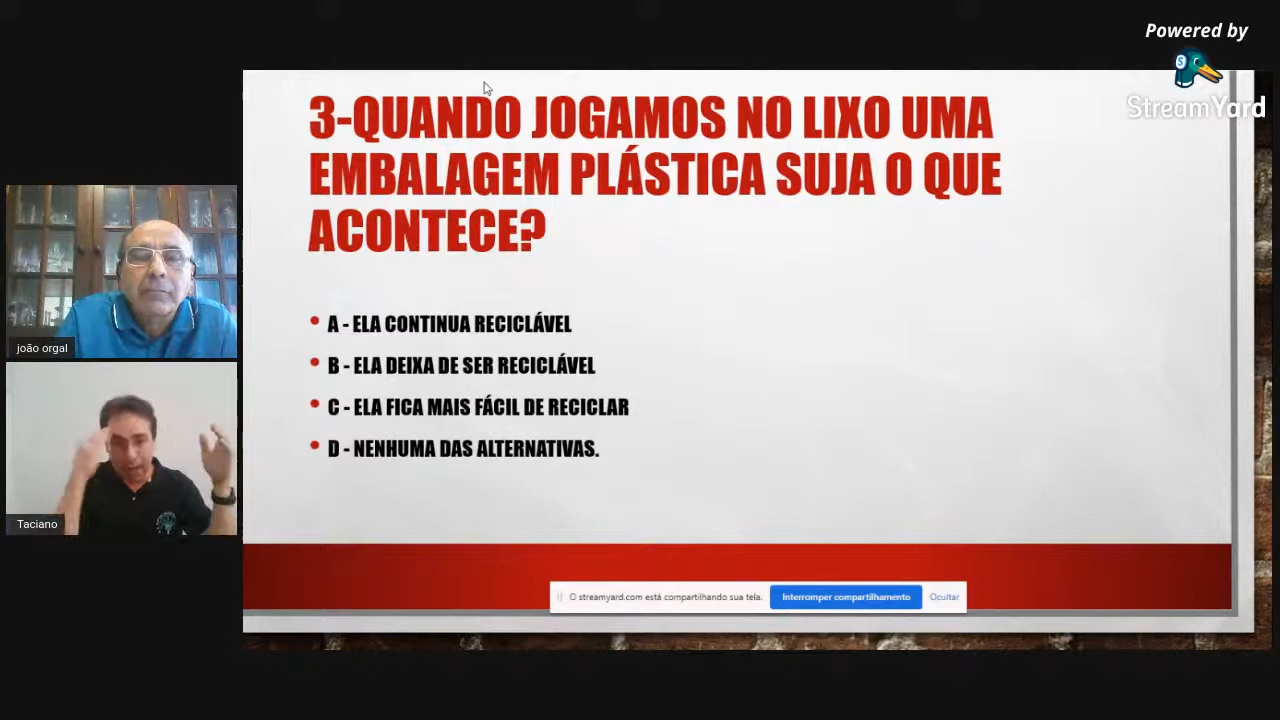 Powered by
StreamYard
3-QUANDO JOGAMOS NO LIXO UMA
EMBALAGEM PLÁSTICA SUJA O QUE
ACONTECE?
• A - ELA CONTINUA RECICLÁVEL
• B - ELA DEIXA DE SER RECICLÁVEL
• C - ELA FICA MAIS FÁCIL DE RECICLAR
• D - NENHUMA DAS ALTERNATIVAS.
joão orgal
Taciano
O streamyard.com está compartilhando sua tela. Interromper compartilhamento Ocultar